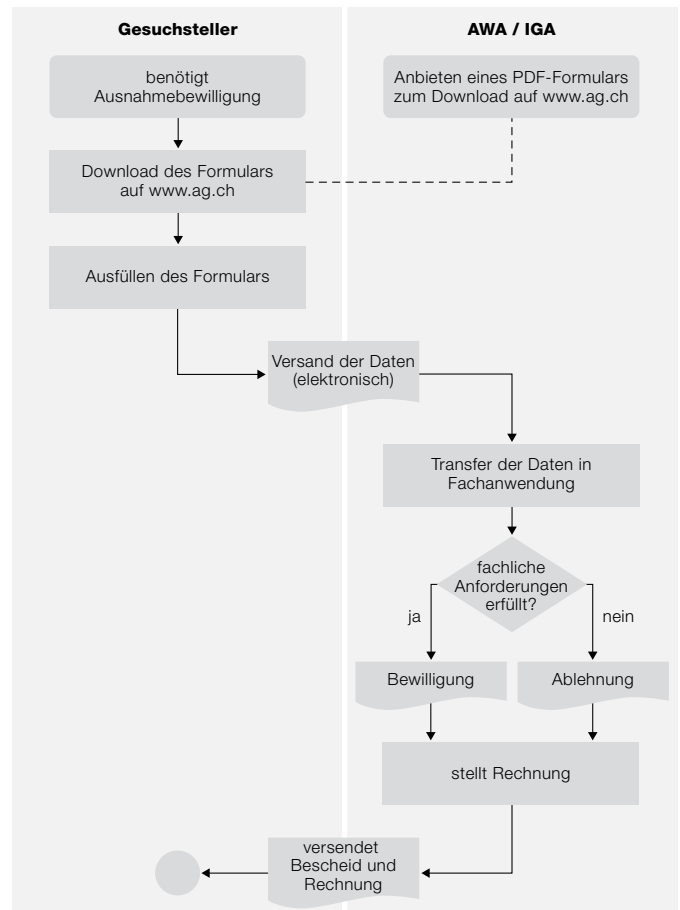 Gesuchsteller
AWA / IGA
benötigt
Ausnahmebewilligung
Anbieten eines PDF-Formulars
zum Download auf www.ag.ch
Download des Formulars
auf www.ag.ch
Ausfüllen des Formulars
Versand der Daten
(elektronisch)
Transfer der Daten in
Fachanwendung
fachliche
Anforderungen
erfüllt?
ja
nein
Bewilligung
Ablehnung
stellt Rechnung
versendet
Bescheid und
Rechnung